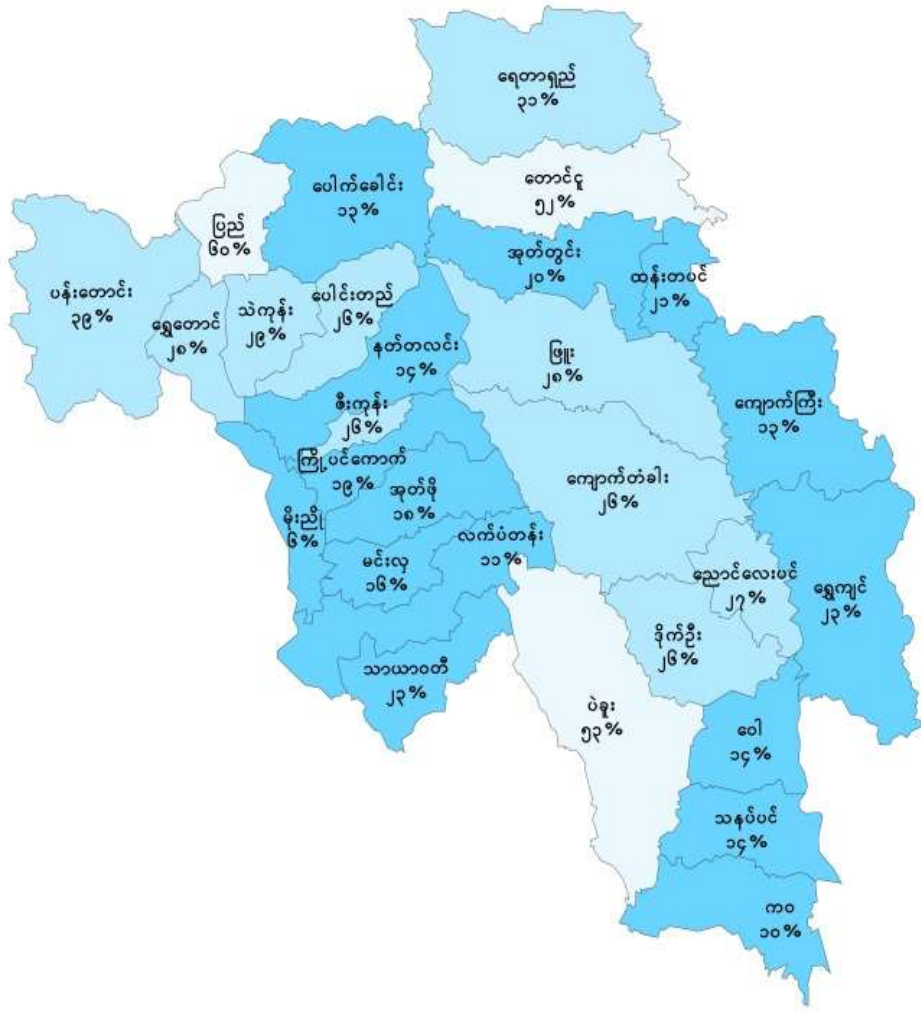 ရေတာရှည်
၃၁%
တောင်ငူ
၅၂%
ပေါက်ခေါင်း
၁၃%
ပြည်
၆၀%
အုတ်တွင်း
၂၀%
ထန်းတပင်
၂၁%
ပန်းတောင်း
၃၉%
ရွှေတောင်
၂၈%
သဲကုန်း
၂၉%
ပေါင်းတည်
၂၆%
နတ်တလင်း
၁၄%
ဖြူး
၂၈%
ကျောက်ကြီး
၁၃%
ဇီးကုန်း
၂၆%
ကြို့ပင်ကောက်
၁၉%
အုတ်ဖို
၁၈%
ကျောက်တံခါး
၂၆%
မိုးညို
၆%
လက်ပံတန်း
၁၁%
မင်းလှ
၁၆%
ညောင်လေးပင်
၂၇%
ရွှေကျင်
၂၃%
ဒိုက်ဦး
၂၆%
သာယာဝတီ
၂၃%
ပဲခူး
၅၃%
ဝေါ
၁၄%
သနပ်ပင်
၁၄%
ကဝ
၁၀%